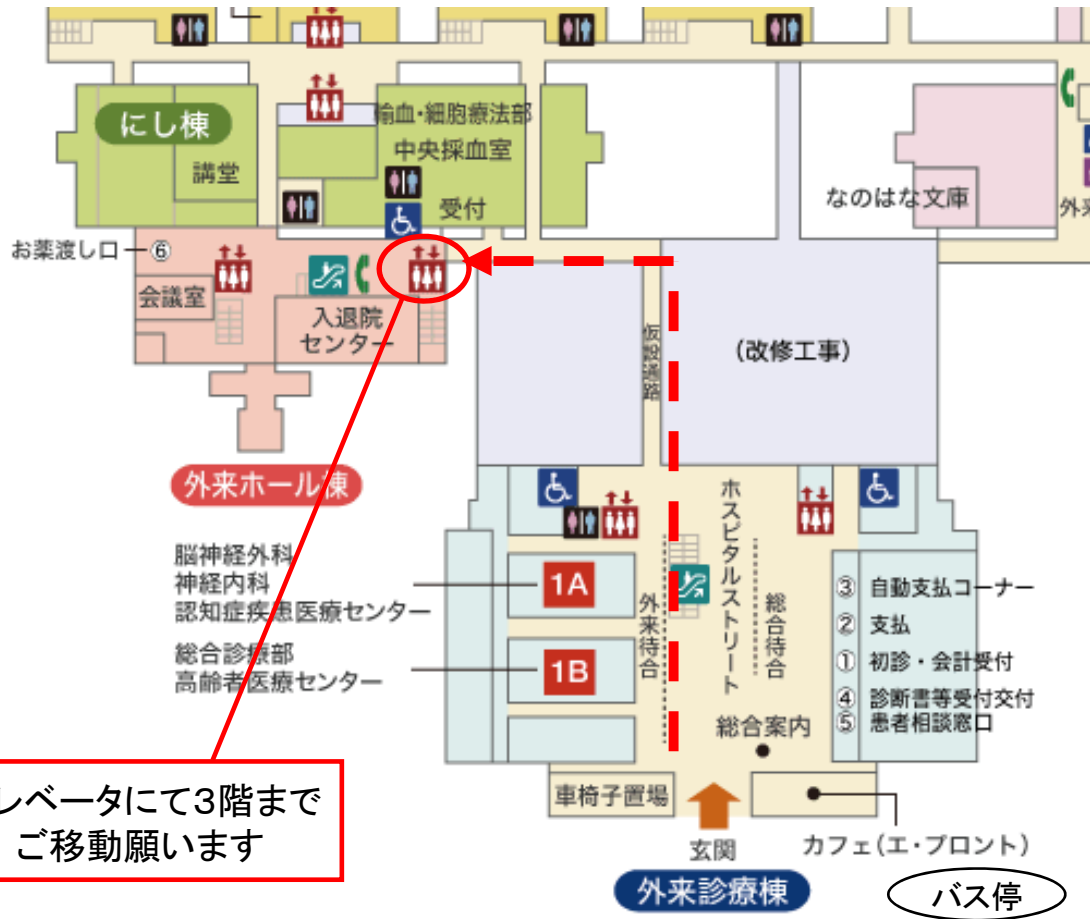 にし棟
講堂
輸血・細胞療法部
中央採血室
受付
なのはな文庫
外来
お薬渡し口
⑥
会議室
入退院
センター
仮設通路
(改修工事)
外来ホール棟
脳神経外科
神経内科
認知症疾患医療センター
1A
総合診療部
高齢者医療センター
1B
外来待合
ホスピタルストリート
総合待合
③ 自動支払コーナー
② 支払
① 初診・会計受付
④ 診断書等受付交付
⑤ 患者相談窓口
総合案内
車椅子置場
玄関
カフェ(エ・プロント)
外来診療棟
バス停
レベータにて3階まで
ご移動願います